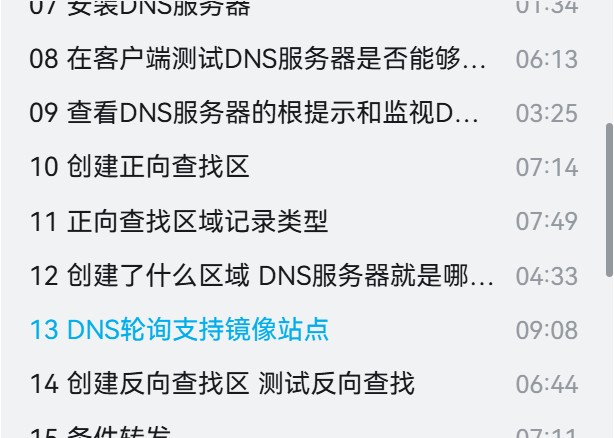 07 安装DNS服务器 01:34
08 在客户端测试DNS服务器是否能够... 06:13
09 查看DNS服务器的根提示和监视D... 03:25
10 创建正向查找区 07:14
11 正向查找区域记录类型 07:49
12 创建了什么区域 DNS服务器就是哪... 04:33
13 DNS轮询支持镜像站点 09:08
14 创建反向查找区 测试反向查找 06:44
15 条件转发 07:11